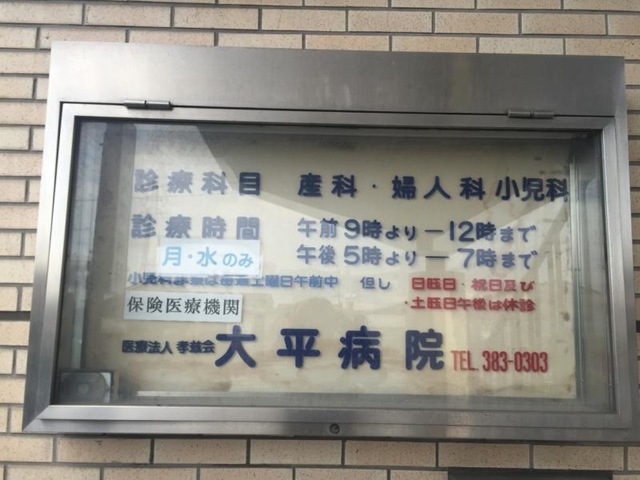 診療科目 産科・婦人科 小児科
診療時間 午前9時より—12時まで
月・水のみ 午後5時より—7時まで
小児科診療は毎週土曜日午前中 但し 日曜日・祝日及び
・土曜日午後は休診
保険医療機関
医療法人 孝慈会 大平病院 TEL.383-0303